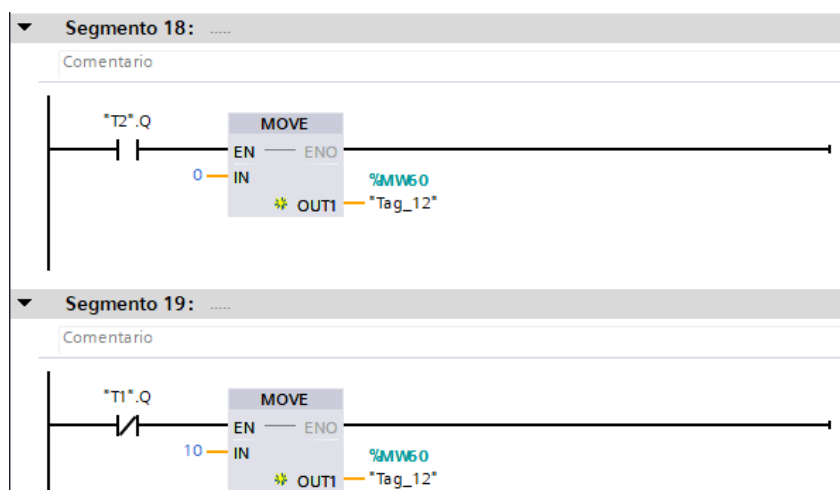 Segmento 18: .....
Comentario
"T2".Q
MOVE
EN ENO
0 IN
%MW60
OUT1 "Tag_12"
Segmento 19: .....
Comentario
"T1".Q
MOVE
EN ENO
10 IN
%MW60
OUT1 "Tag_12"